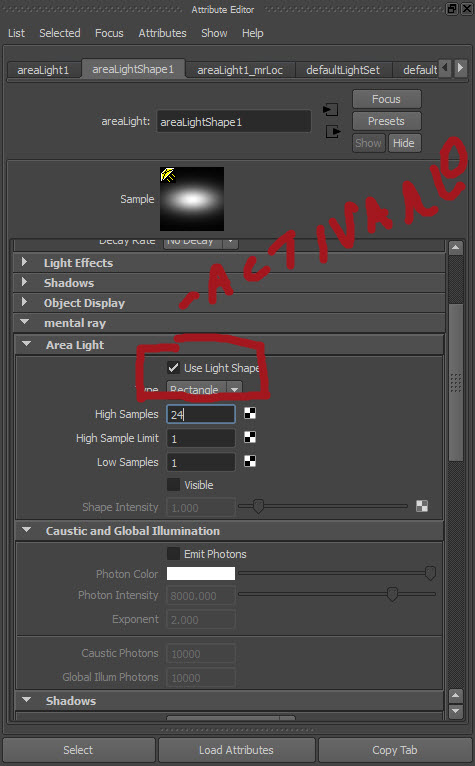 Attribute Editor
List Selected Focus Attributes Show Help
areaLight1 areaLightShape1 areaLight1_mrLoc defaultLightSet default
areaLight: areaLightShape1
Focus
Presets
Show Hide
Sample
-ACTIVALO
Decay Rate No Decay
Light Effects
Shadows
Object Display
mental ray
Area Light
Use Light Shape
Type Rectangle
High Samples 24
High Sample Limit 1
Low Samples 1
Visible
Shape Intensity 1.000
Caustic and Global Illumination
Emit Photons
Photon Color
Photon Intensity 8000.000
Exponent 2.000
Caustic Photons 10000
Global Illum Photons 10000
Shadows
Select Load Attributes Copy Tab